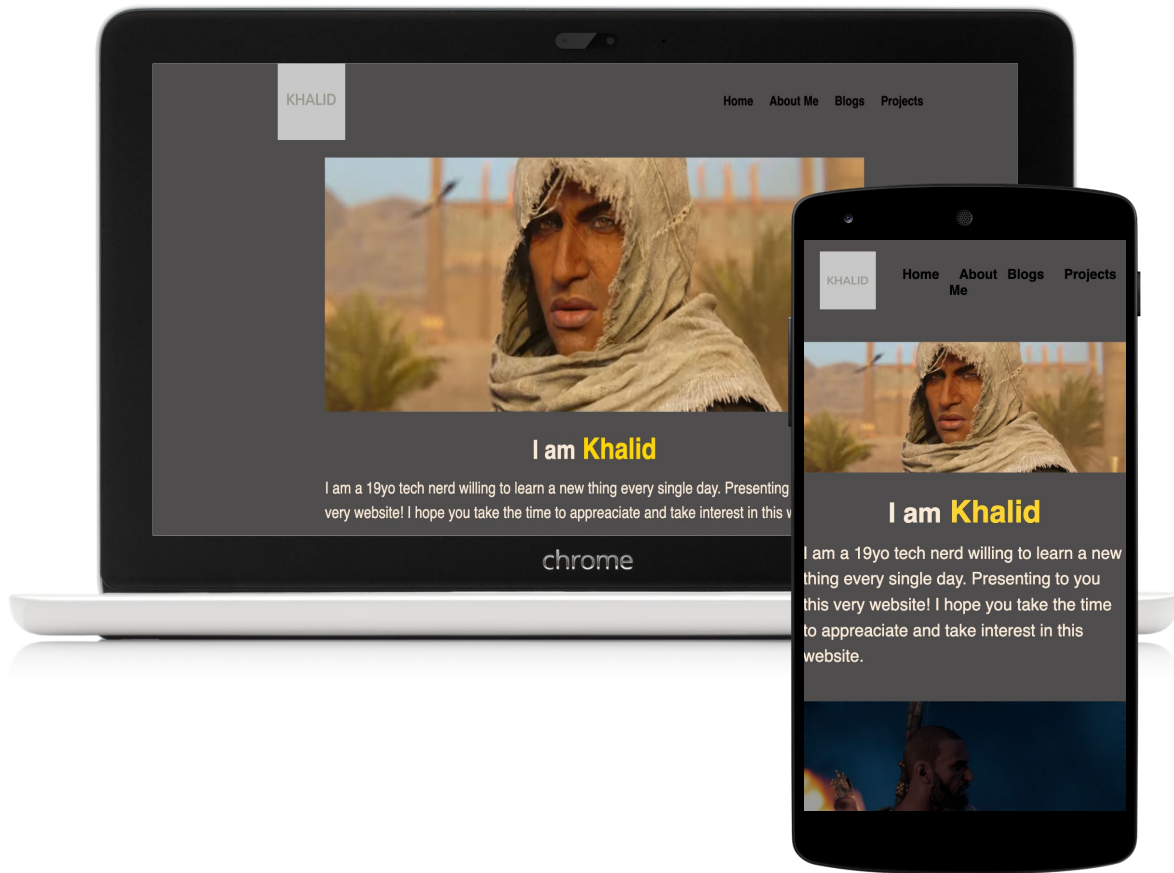 KHALID
Home About Me Blogs Projects
I am Khalid
I am a 19yo tech nerd willing to learn a new thing every single day. Presenting
very website! I hope you take the time to appreaciate and take interest in this
chrome
KHALID
Home About Blogs Projects
Me
I am Khalid
I am a 19yo tech nerd willing to learn a new
thing every single day. Presenting to you
this very website! I hope you take the time
to appreaciate and take interest in this
website.